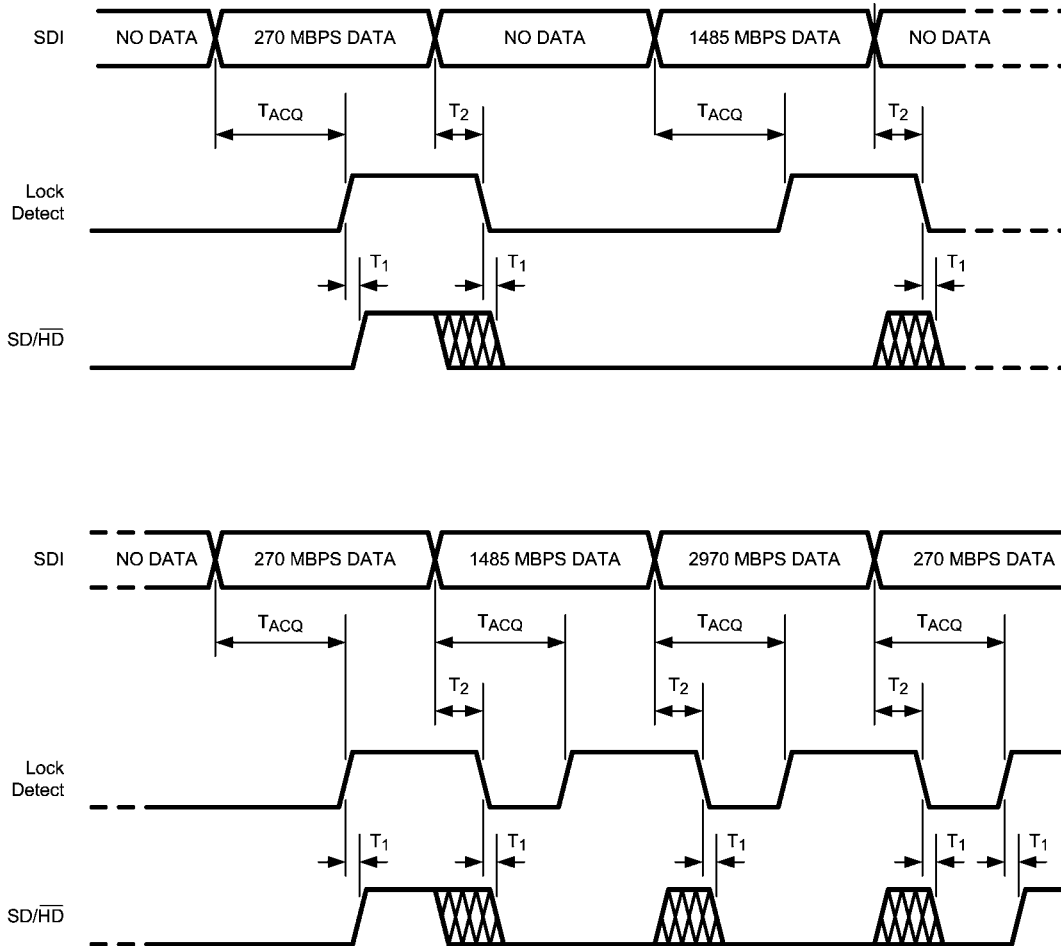 SDI NO DATA 270 MBPS DATA NO DATA 1485 MBPS DATA NO DATA
TACQ T2 TACQ T2
Lock
Detect
T1 T1 T1
SD/HD
SDI NO DATA 270 MBPS DATA 1485 MBPS DATA 2970 MBPS DATA 270 MBPS DATA
TACQ TACQ TACQ TACQ
T2 T2 T2
Lock
Detect
T1 T1 T1 T1 T1
SD/HD